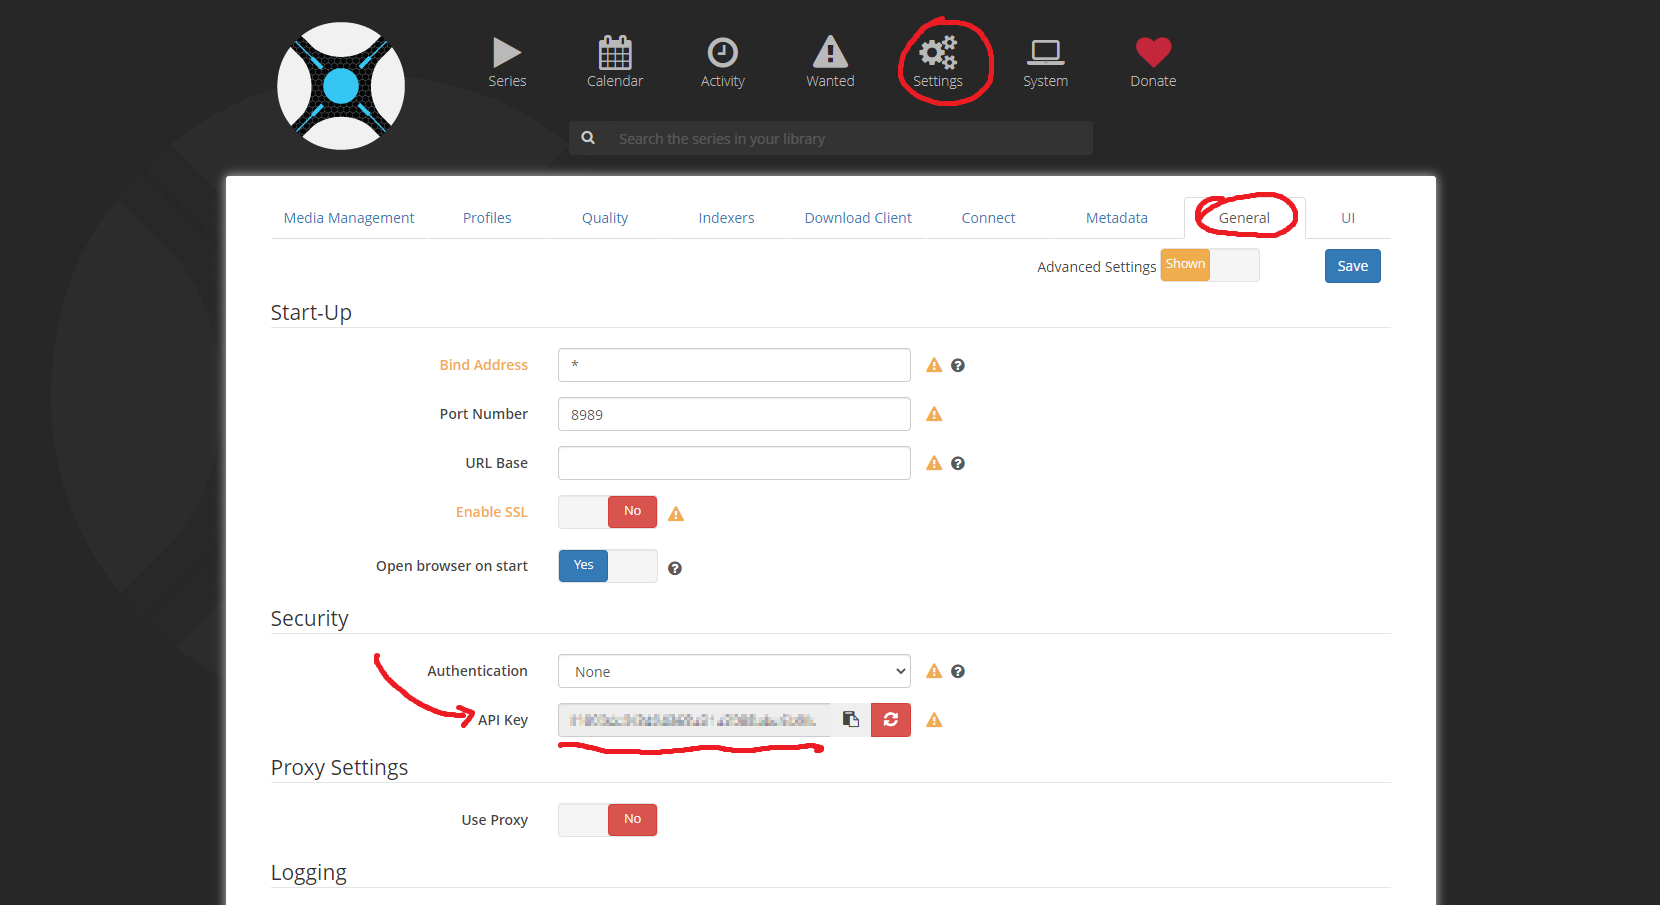 Series Calendar Activity Wanted Settings System Donate
Search the series in your library
Media Management Profiles Quality Indexers Download Client Connect Metadata General UI
Advanced Settings Shown Save
Start-Up
Bind Address *
Port Number 8989
URL Base
Enable SSL No
Open browser on start Yes
Security
Authentication None
API Key
Proxy Settings
Use Proxy No
Logging